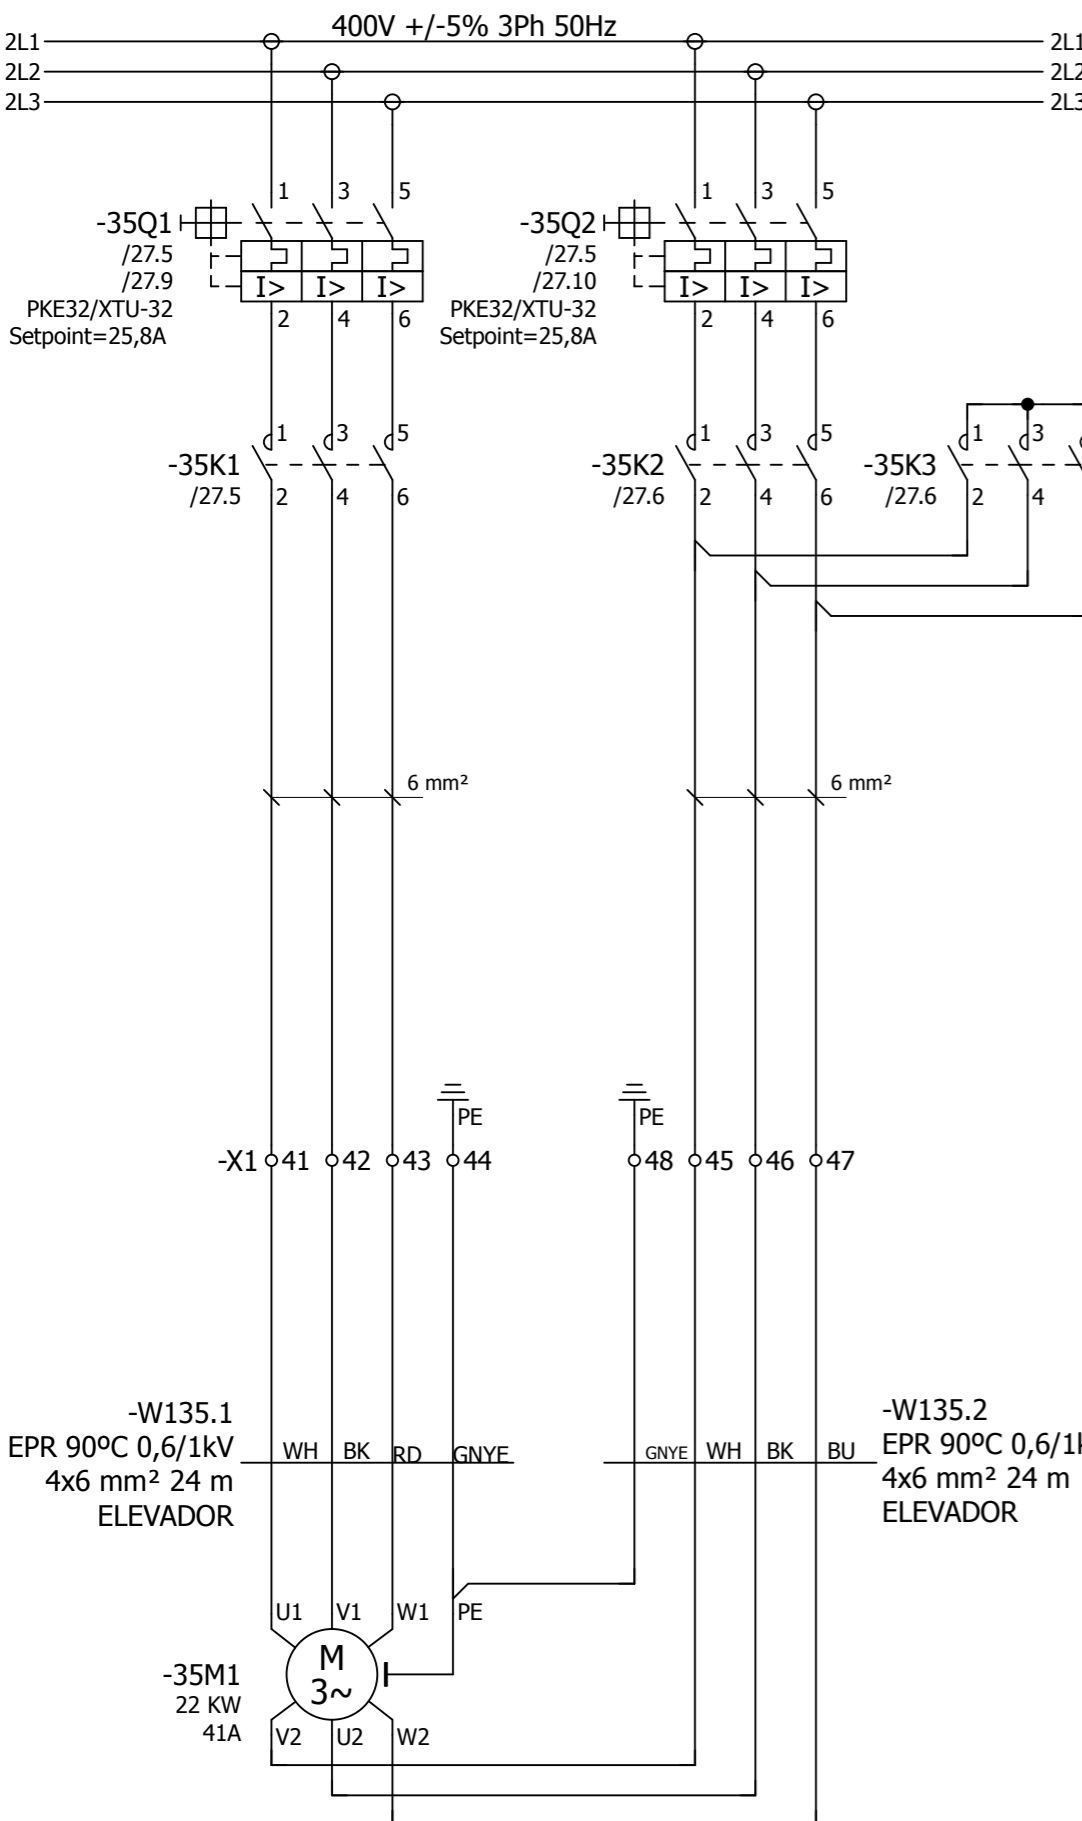 400V +/-5% 3Ph 50Hz
2L1 2L1
2L2 2L2
2L3 2L3
1 3 5 1 3 5
-35Q1 -35Q2
/27.5 /27.5
/27.9 I> I> I> /27.10 I> I> I>
PKE32/XTU-32 2 4 6 PKE32/XTU-32 2 4 6
Setpoint=25,8A Setpoint=25,8A
1 3 5 1 3 5 1 3
-35K1 -35K2 -35K3
/27.5 2 4 6 /27.6 2 4 6 /27.6 2 4
6 mm² 6 mm²
PE PE
-X1 41 42 43 44 48 45 46 47
-W135.1 -W135.2
EPR 90ºC 0,6/1kV WH BK RD GNYE GNYE WH BK BU EPR 90ºC 0,6/1k
4x6 mm² 24 m 4x6 mm² 24 m
ELEVADOR ELEVADOR
U1 V1 W1 PE
M
-35M1 3~
22 KW
41A V2 U2 W2